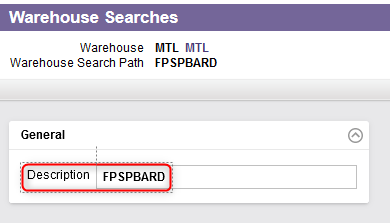 Warehouse Searches
Warehouse MTL MTL
Warehouse Search Path FPSPBARD
General
Description FPSPBARD